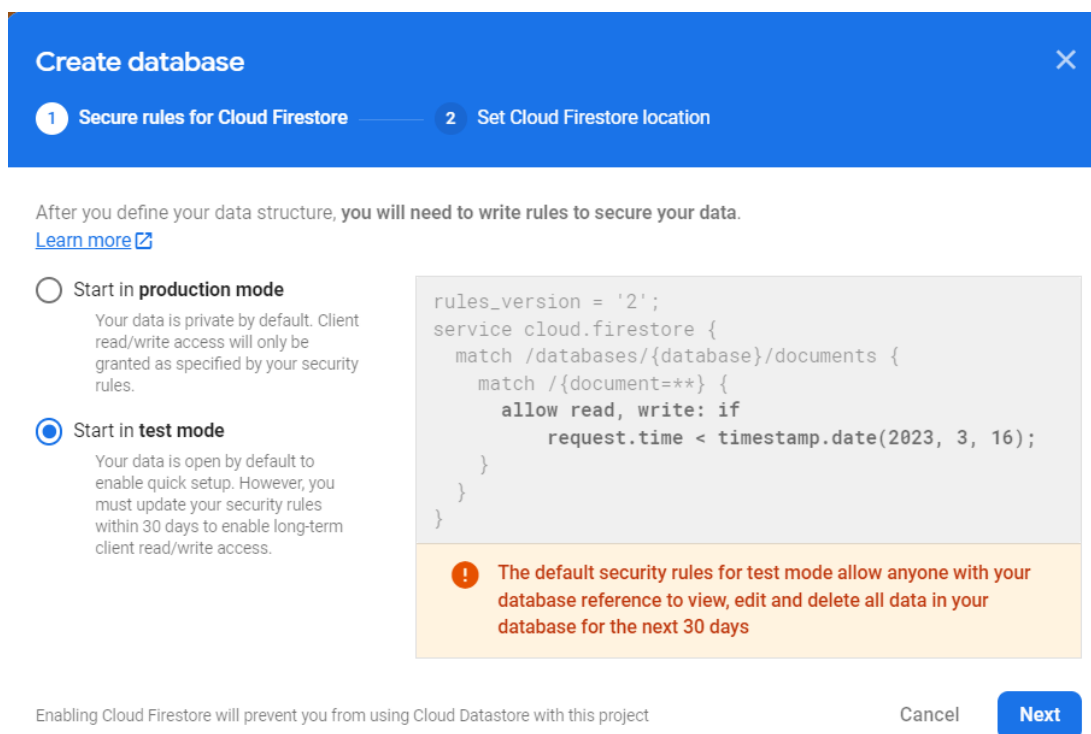 Create database
1 Secure rules for Cloud Firestore 2 Set Cloud Firestore location
After you define your data structure, you will need to write rules to secure your data.
Learn more
Start in production mode
Your data is private by default. Client
read/write access will only be
granted as specified by your security
rules.
Start in test mode
Your data is open by default to
enable quick setup. However, you
must update your security rules
within 30 days to enable long-term
client read/write access.
rules_version = '2';
service cloud.firestore {
  match /databases/{database}/documents {
    match /{document=**} {
      allow read, write: if
          request.time < timestamp.date(2023, 3, 16);
    }
  }
}
! The default security rules for test mode allow anyone with your
database reference to view, edit and delete all data in your
database for the next 30 days
Enabling Cloud Firestore will prevent you from using Cloud Datastore with this project
Cancel Next